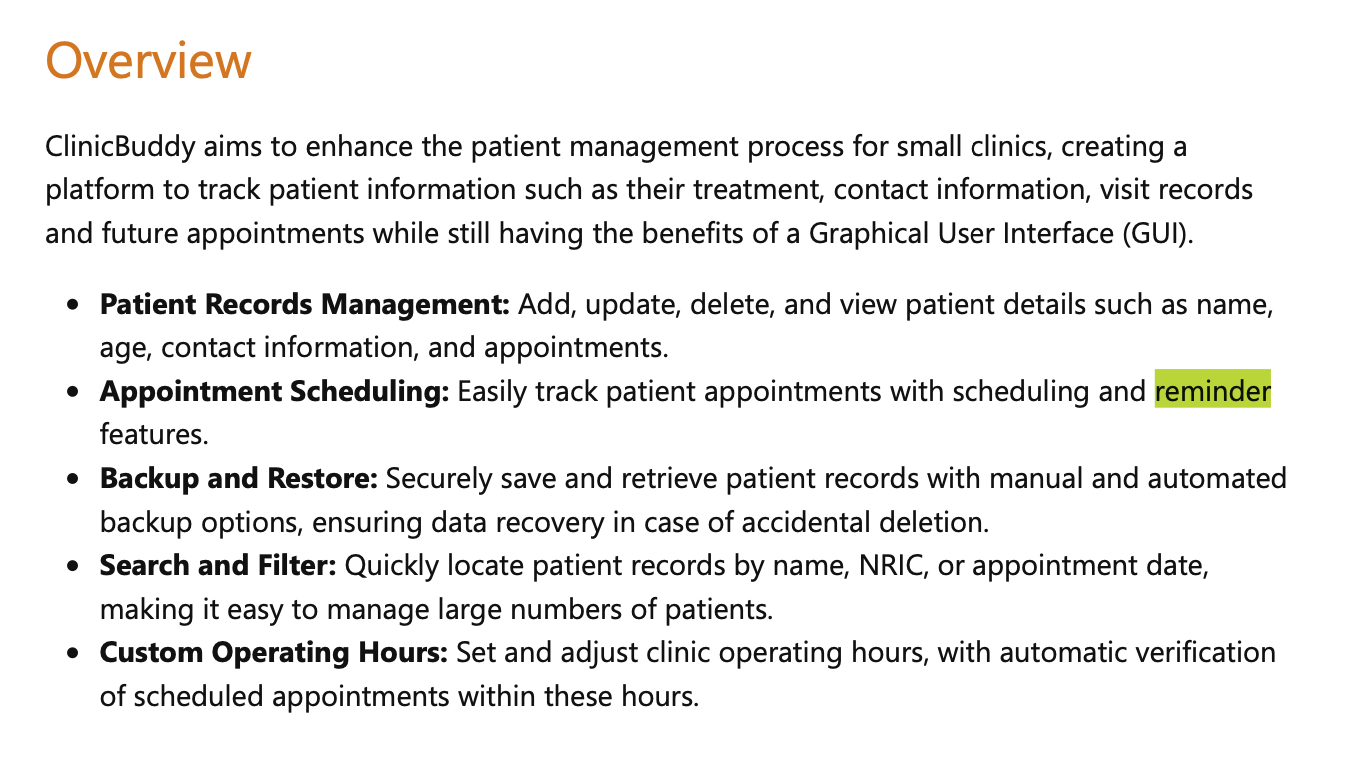 Overview
ClinicBuddy aims to enhance the patient management process for small clinics, creating a
platform to track patient information such as their treatment, contact information, visit records
and future appointments while still having the benefits of a Graphical User Interface (GUI).
• Patient Records Management: Add, update, delete, and view patient details such as name,
age, contact information, and appointments.
• Appointment Scheduling: Easily track patient appointments with scheduling and reminder
features.
• Backup and Restore: Securely save and retrieve patient records with manual and automated
backup options, ensuring data recovery in case of accidental deletion.
• Search and Filter: Quickly locate patient records by name, NRIC, or appointment date,
making it easy to manage large numbers of patients.
• Custom Operating Hours: Set and adjust clinic operating hours, with automatic verification
of scheduled appointments within these hours.